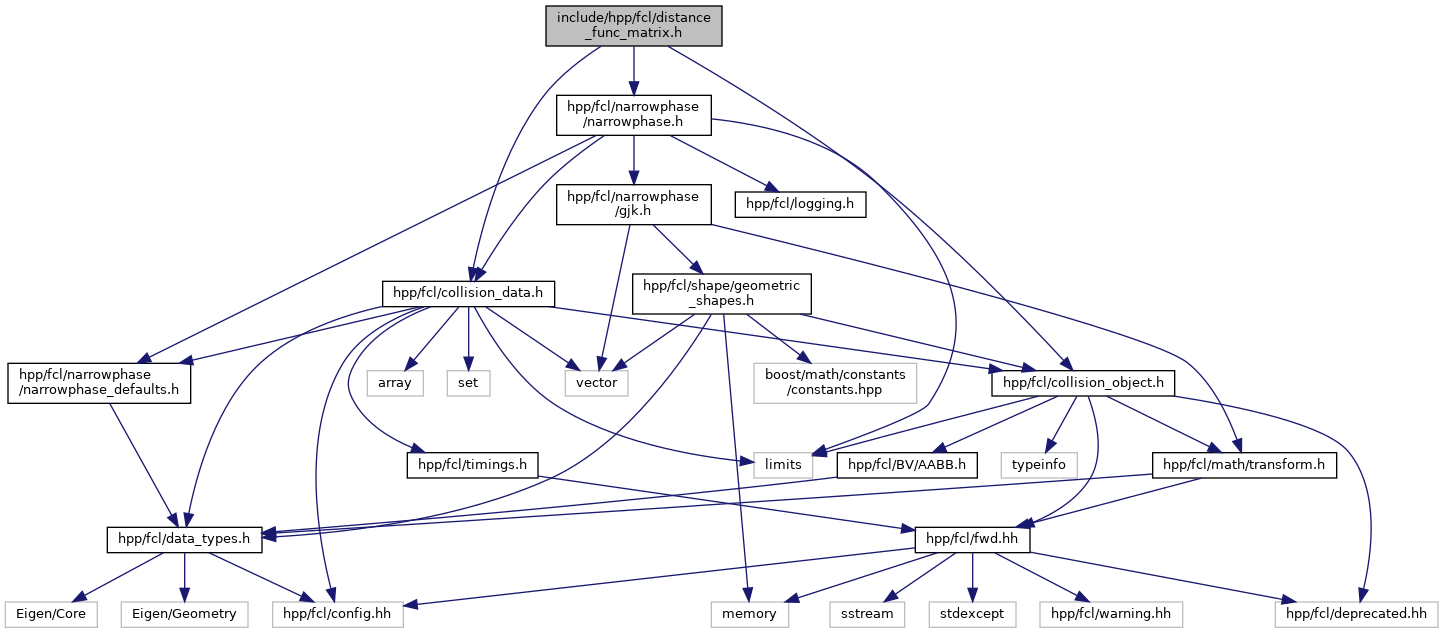 include/hpp/fcl/distance
_func_matrix.h
hpp/fcl/narrowphase
/narrowphase.h
hpp/fcl/narrowphase
/gjk.h
hpp/fcl/logging.h
hpp/fcl/collision_data.h
hpp/fcl/shape/geometric
_shapes.h
hpp/fcl/narrowphase
/narrowphase_defaults.h
array
set
vector
boost/math/constants
/constants.hpp
hpp/fcl/collision_object.h
hpp/fcl/timings.h
limits
hpp/fcl/BV/AABB.h
typeinfo
hpp/fcl/math/transform.h
hpp/fcl/data_types.h
hpp/fcl/fwd.hh
Eigen/Core
Eigen/Geometry
hpp/fcl/config.hh
memory
sstream
stdexcept
hpp/fcl/warning.hh
hpp/fcl/deprecated.hh